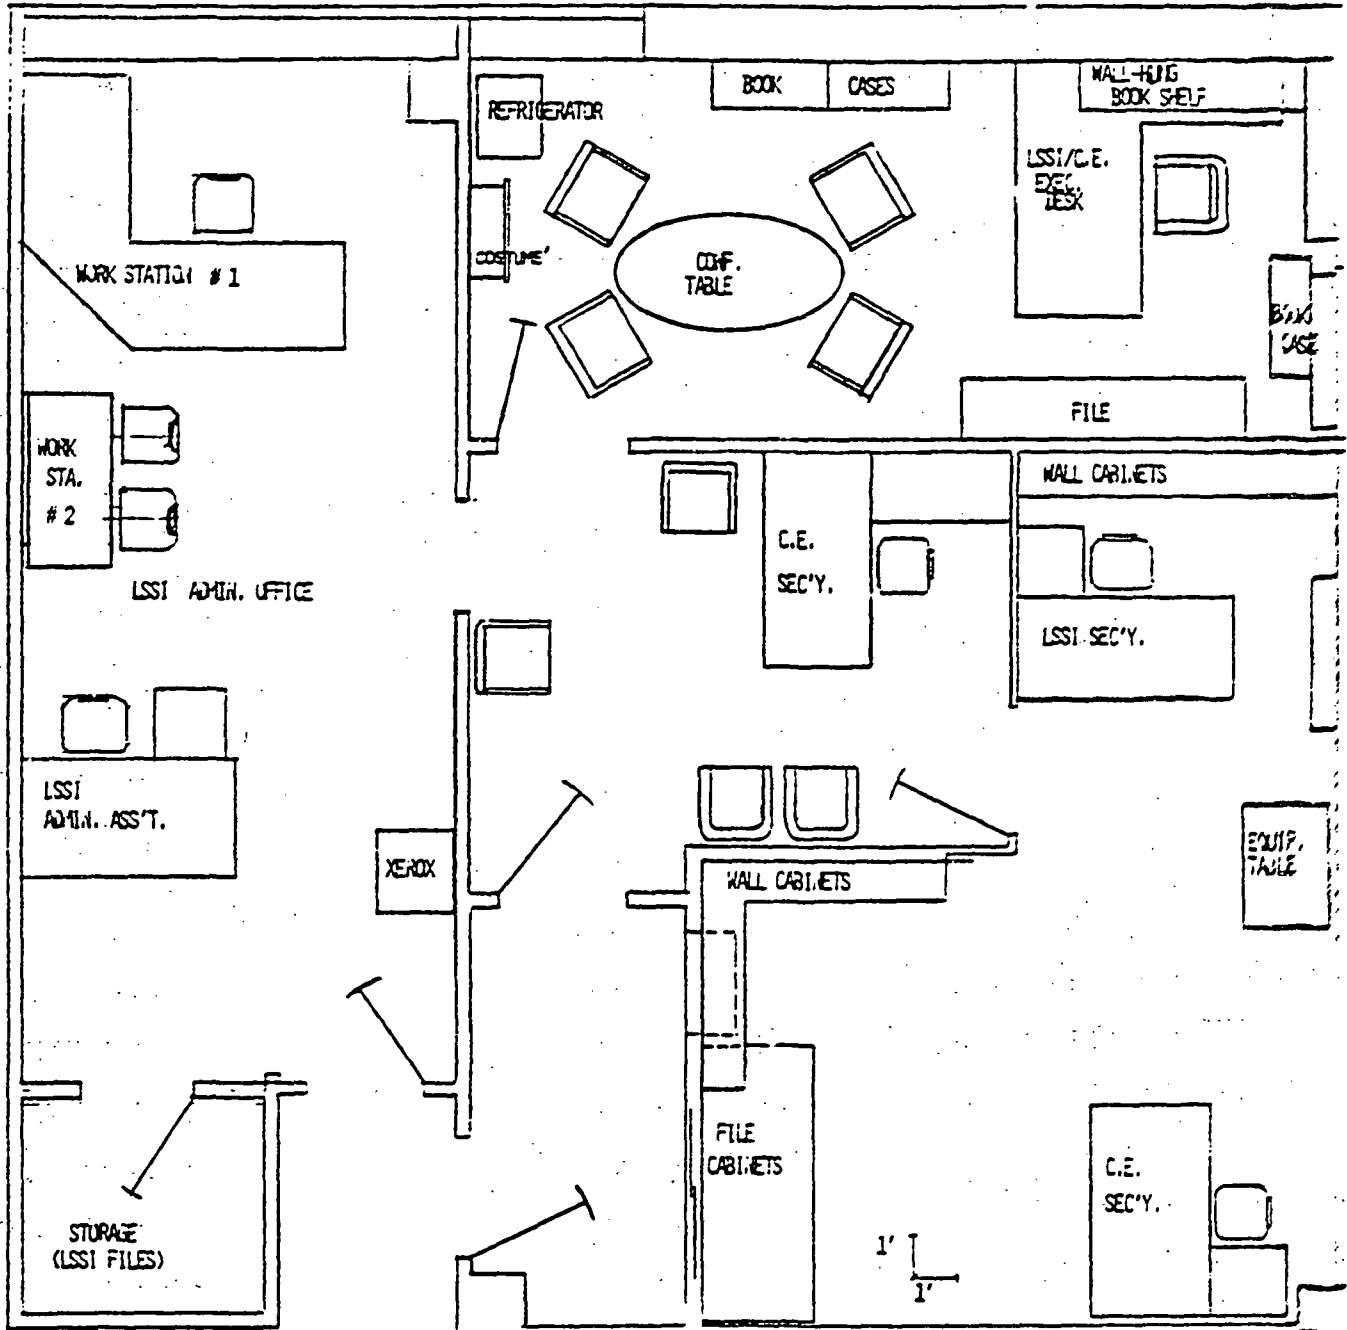 REFRIGERATOR
BOOK CASES
WALL-HUNG
BOOK SHELF
LSSI/C.E.
EXEC.
DESK
COSTUME'
CONF.
TABLE
WORK STATION #1
BOOK
CASE
FILE
WORK
STA.
#2
WALL CABINETS
C.E.
SEC'Y.
LSSI ADMIN. OFFICE
LSSI SEC'Y.
LSSI
ADMIN. ASS'T.
XEROX
WALL CABINETS
EQUIP.
TABLE
FILE
CABINETS
C.E.
SEC'Y.
STORAGE
(LSSI FILES)
1'
1'